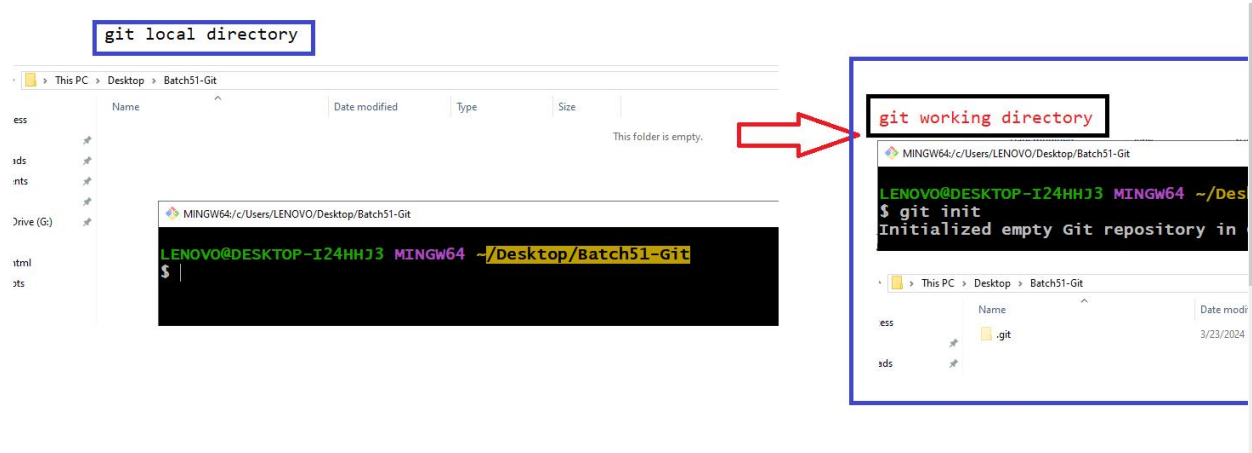 git local directory
This PC > Desktop > Batch51-Git
Name
Date modified
Type
Size
ess
This folder is empty.
ads
ents
Drive (G:)
MINGW64:/c/Users/LENOVO/Desktop/Batch51-Git
LENOVO@DESKTOP-I24HHJ3 MINGW64 ~/Desktop/Batch51-Git
$
git working directory
MINGW64:/c/Users/LENOVO/Desktop/Batch51-Git
LENOVO@DESKTOP-I24HHJ3 MINGW64 ~/Des
$ git init
Initialized empty Git repository in
This PC > Desktop > Batch51-Git
Name
Date modi
ess
.git
3/23/2024
ads